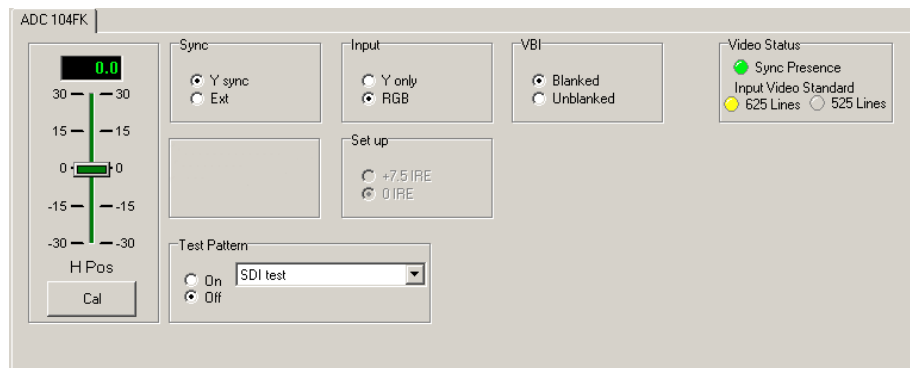 ADC 104FK
0.0
30 30
15 15
0 0
-15 -15
-30 -30
H Pos
Cal
Sync
Y sync
Ext
Input
Y only
RGB
VBI
Blanked
Unblanked
Video Status
Sync Presence
Input Video Standard
625 Lines 525 Lines
Set up
+7.5 IRE
0 IRE
Test Pattern
On
Off
SDI test